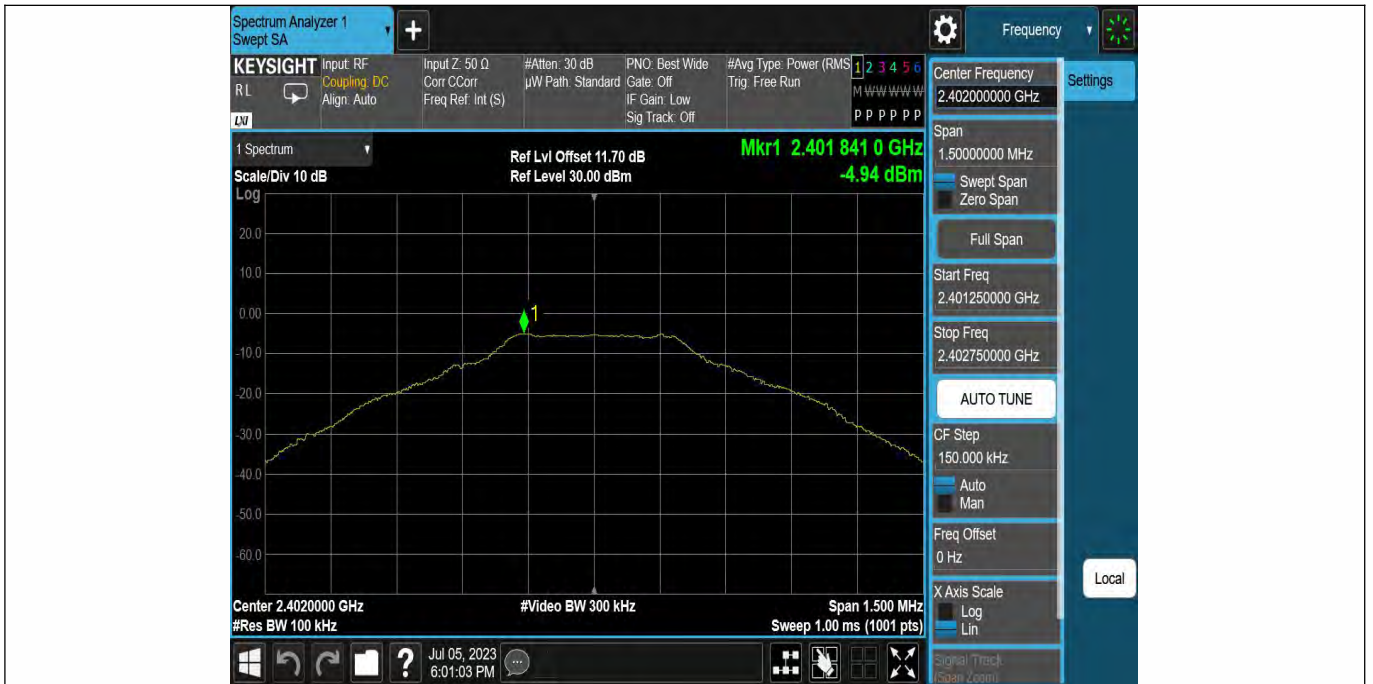 Spectrum Analyzer 1
Swept SA
+
Frequency
KEYSIGHT
RL
LXI
Input: RF
Coupling: DC
Align: Auto
Input Z: 50 Ω
Corr CCorr
Freq Ref: Int (S)
#Atten: 30 dB
µW Path: Standard
PNO: Best Wide
Gate: Off
IF Gain: Low
Sig Track: Off
#Avg Type: Power (RMS
Trig: Free Run
1 2 3 4 5 6
M W W W W W
P P P P P P
1 Spectrum
Scale/Div 10 dB
Log
Ref Lvl Offset 11.70 dB
Ref Level 30.00 dBm
Mkr1 2.401 841 0 GHz
-4.94 dBm
20.0
10.0
0.00
-10.0
-20.0
-30.0
-40.0
-50.0
-60.0
1
Center 2.4020000 GHz
#Res BW 100 kHz
#Video BW 300 kHz
Span 1.500 MHz
Sweep 1.00 ms (1001 pts)
Center Frequency
2.402000000 GHz
Settings
Span
1.50000000 MHz
Swept Span
Zero Span
Full Span
Start Freq
2.401250000 GHz
Stop Freq
2.402750000 GHz
AUTO TUNE
CF Step
150.000 kHz
Auto
Man
Freq Offset
0 Hz
X Axis Scale
Log
Lin
Signal Track
(Span Zoom)
Local
?
Jul 05, 2023
6:01:03 PM